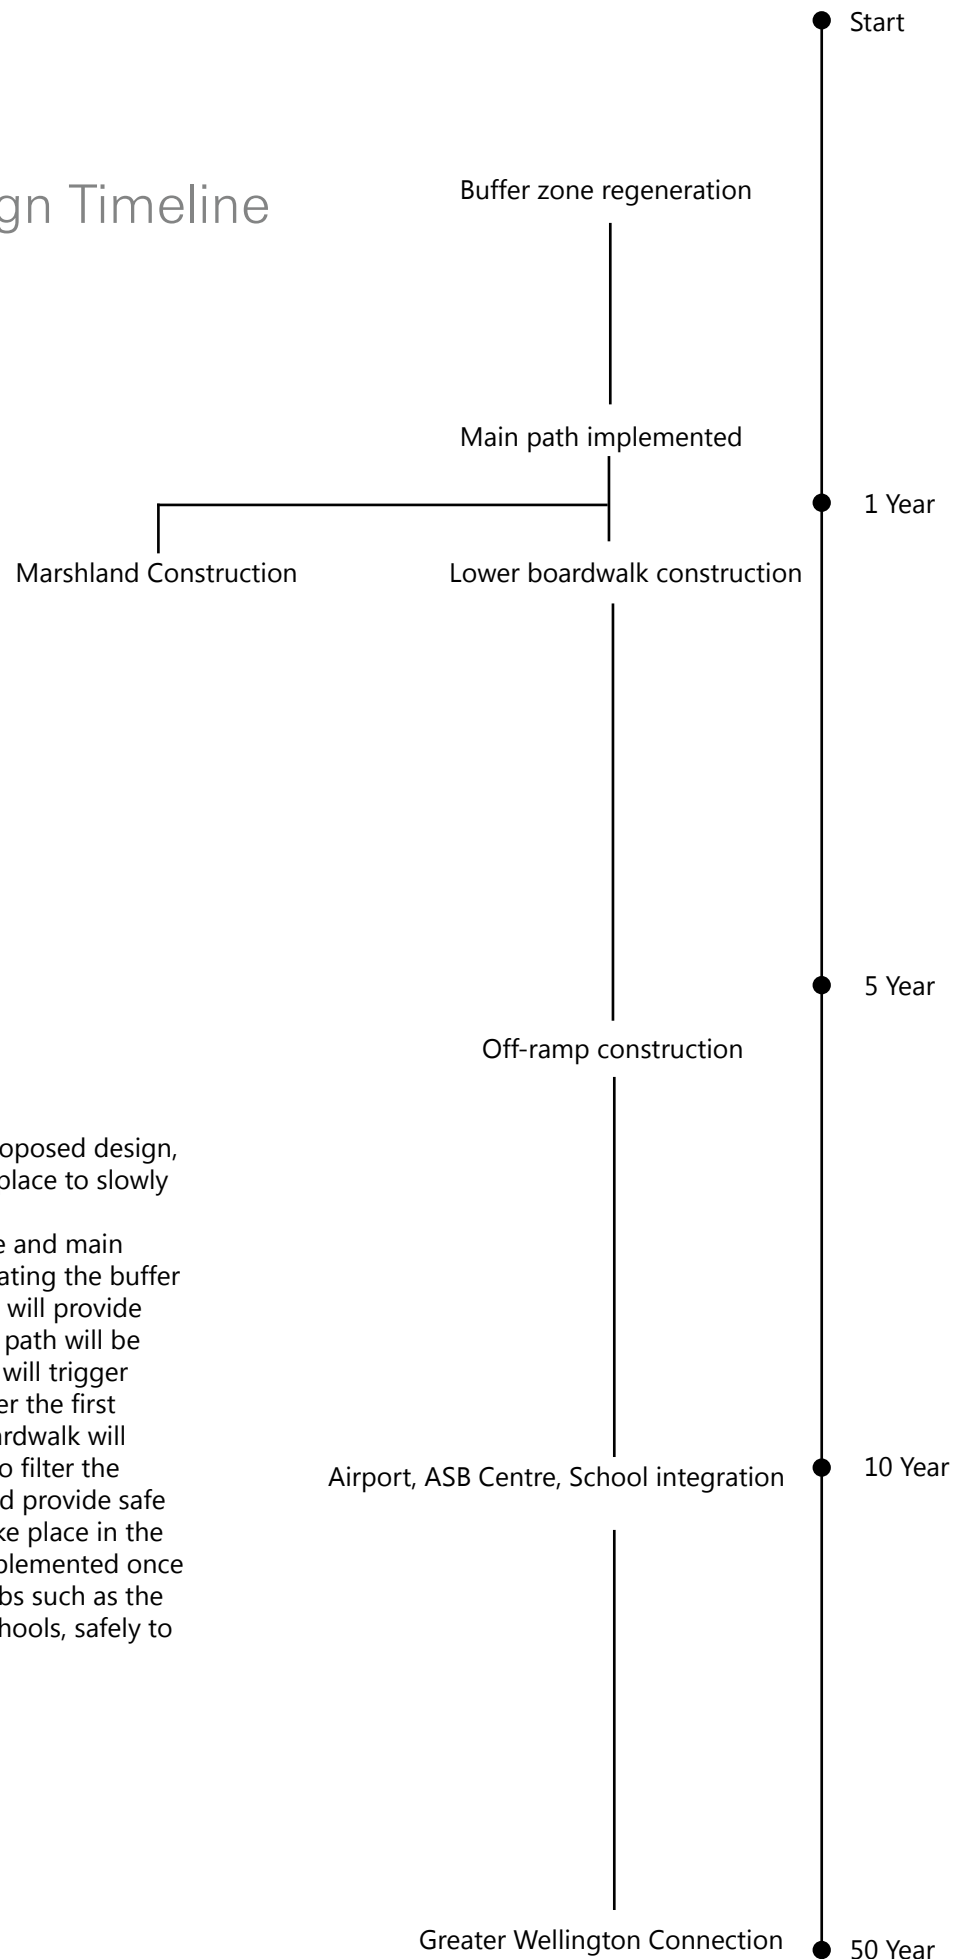 Start
gn Timeline
Buffer zone regeneration
Main path implemented
1 Year
Marshland Construction
Lower boardwalk construction
5 Year
Off-ramp construction
oposed design,
place to slowly
e and main
ating the buffer
will provide
path will be
will trigger
er the first
ardwalk will
o filter the
d provide safe
ke place in the
plemented once
bs such as the
hools, safely to
Airport, ASB Centre, School integration
10 Year
Greater Wellington Connection
50 Year